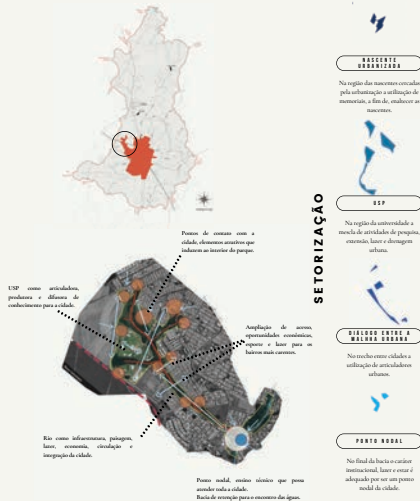 Pontos de contato com a
cidade, elementos atrativos que
induzem ao interior do parque.
USP como articuladora,
produtora e difusora de
conhecimento para a cidade.
Ampliação de acesso,
oportunidades econômicas,
esporte e lazer para os
bairros mais carentes.
Rio como infraestrutura, paisagem,
lazer, economia, circulação e
integração da cidade.
Ponto nodal, ensino técnico que possa
atender toda a cidade.
Bacia de retenção para o encontro das águas.
SETORIZAÇÃO
NASCENTE
URBANIZADA
Na região das nascentes cercadas
pela urbanização a utilização de
memoriais, a fim de, enaltecer as
nascentes.
USP
Na região da universidade a
mescla de atividades de pesquisa,
extensão, lazer e drenagem
urbana.
DIÁLOGO ENTRE A
MALHA URBANA
No trecho entre cidades a
utilização de articuladores
urbanos.
PONTO NODAL
No final da bacia o caráter
institucional, lazer e estar é
adequado por ser um ponto
nodal da cidade.